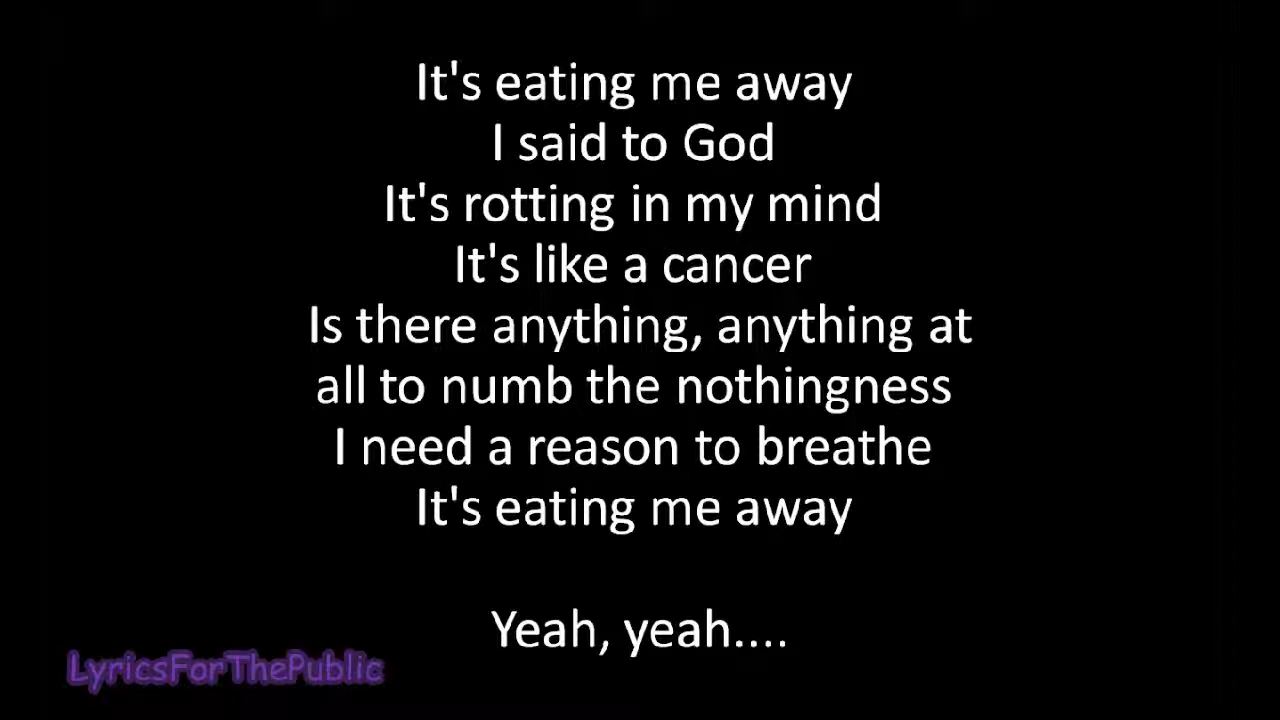 It's eating me away
I said to God
It's rotting in my mind
It's like a cancer
Is there anything, anything at
all to numb the nothingness
I need a reason to breathe
It's eating me away
Yeah, yeah....
LyricsForThePublic